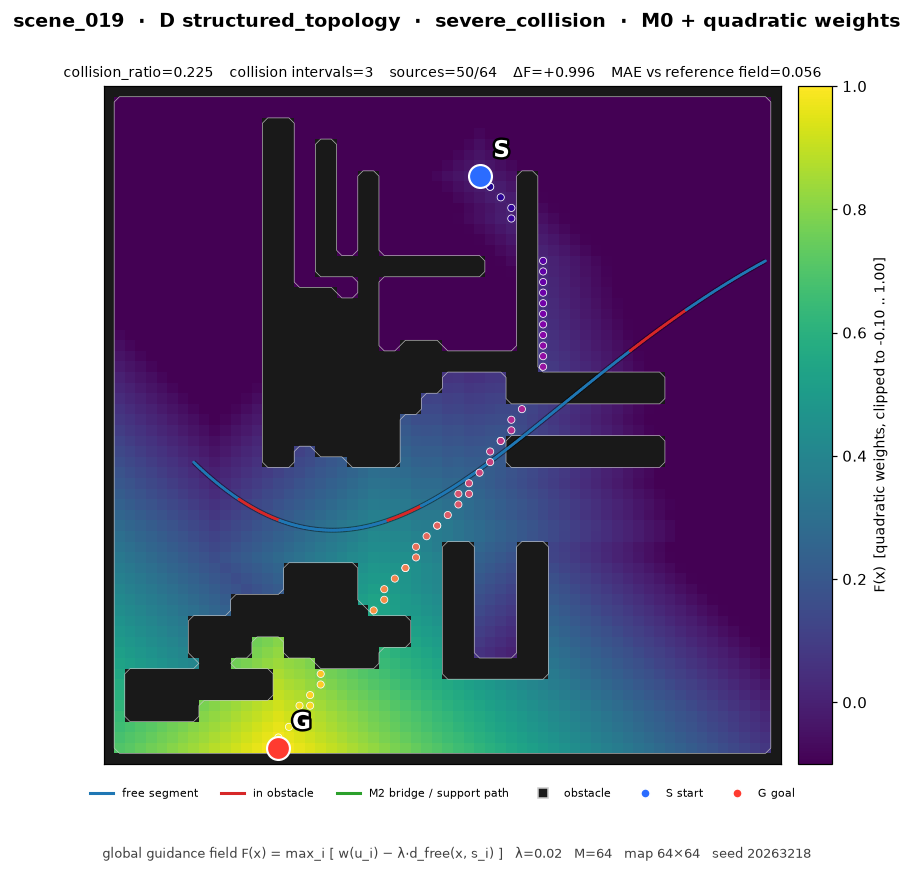 scene_019 · D structured_topology · severe_collision · M0 + quadratic weights
collision_ratio=0.225 collision intervals=3 sources=50/64 ΔF=+0.996 MAE vs reference field=0.056
S
G
1.0
0.8
0.6
0.4
0.2
0.0
F(x) [quadratic weights, clipped to -0.10 .. 1.00]
free segment in obstacle M2 bridge / support path obstacle S start G goal
global guidance field F(x) = max_i [ w(u_i) − λ·d_free(x, s_i) ] λ=0.02 M=64 map 64×64 seed 20263218